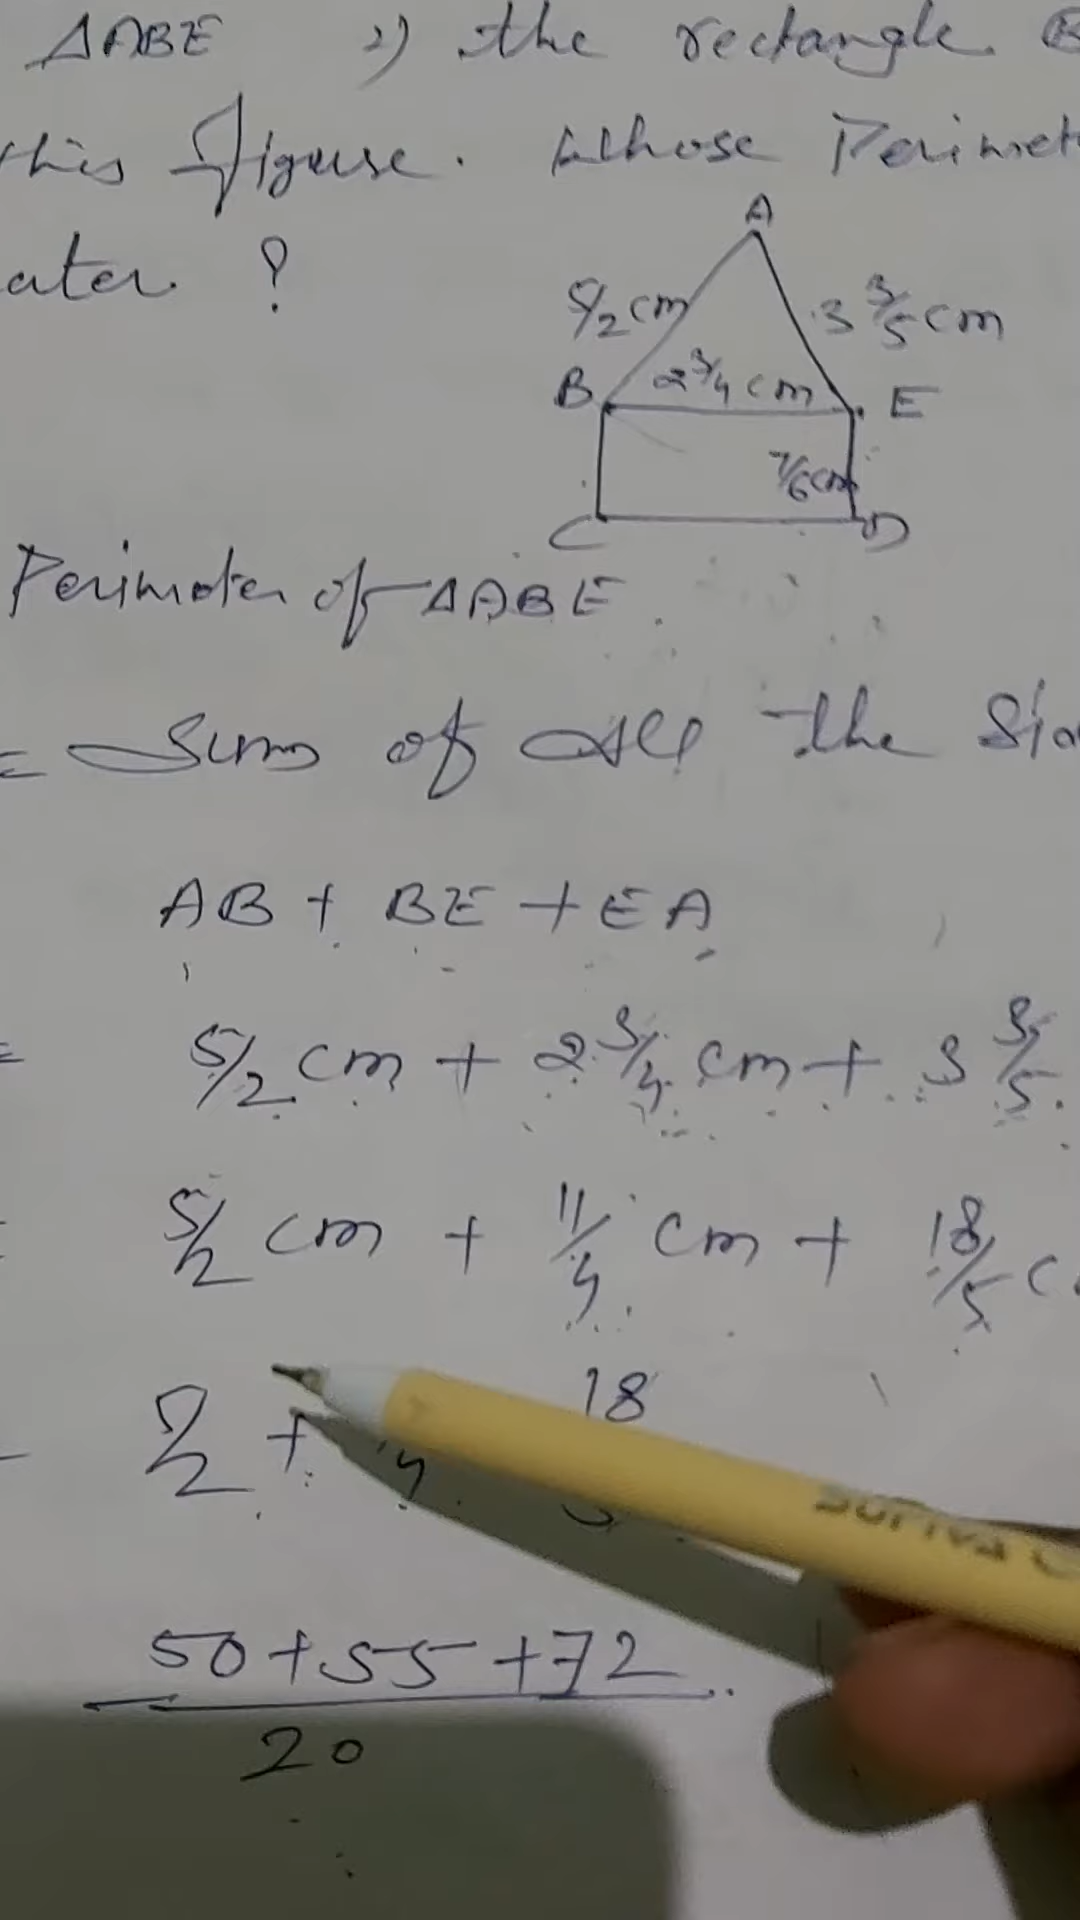 ΔABE 2) the rectangle
this figure. Whose Perimet
ater ?
A
5/2 cm 3 3/5 cm
B 2 3/4 cm E
7/6 cm
C D
Perimeter of ΔABE
= Sum of all the Sid
AB + BE + EA
= 5/2 cm + 2 3/4 cm + 3 3/5
= 5/2 cm + 11/4 cm + 18/5 c
+ 4 18
50+55+72
20